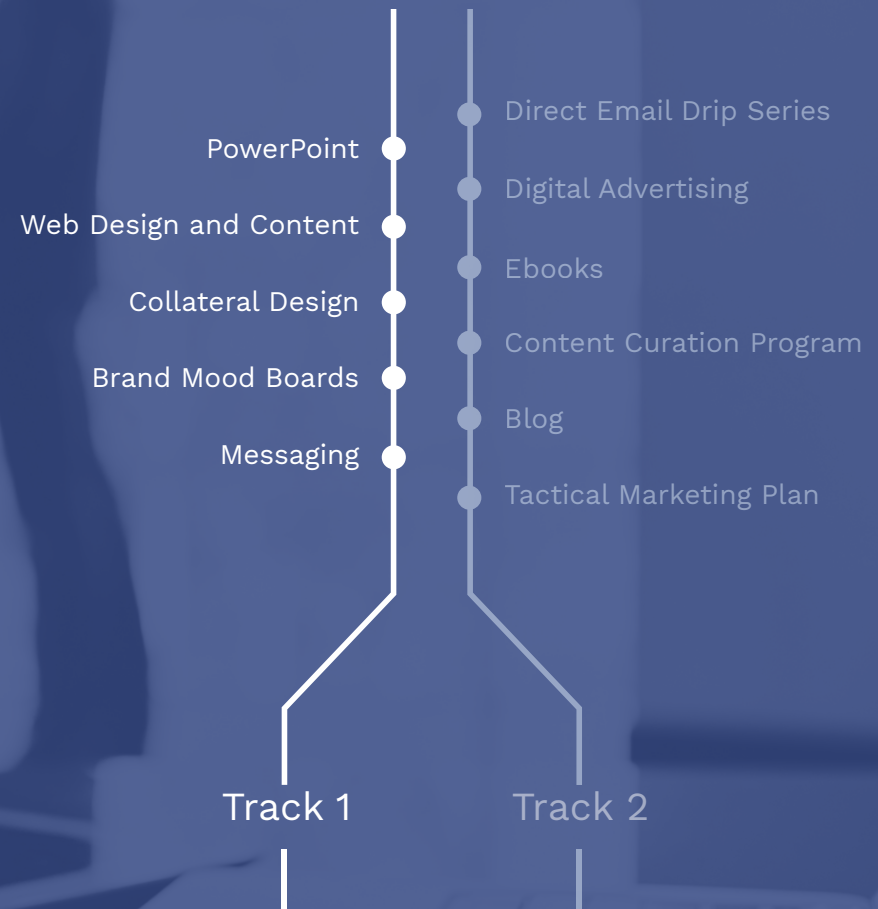 PowerPoint
Web Design and Content
Collateral Design
Brand Mood Boards
Messaging
Track 1
Direct Email Drip Series
Digital Advertising
Ebooks
Content Curation Program
Blog
Tactical Marketing Plan
Track 2